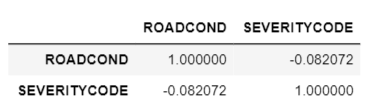 ROADCOND SEVERITYCODE
ROADCOND 1.000000 -0.082072
SEVERITYCODE -0.082072 1.000000